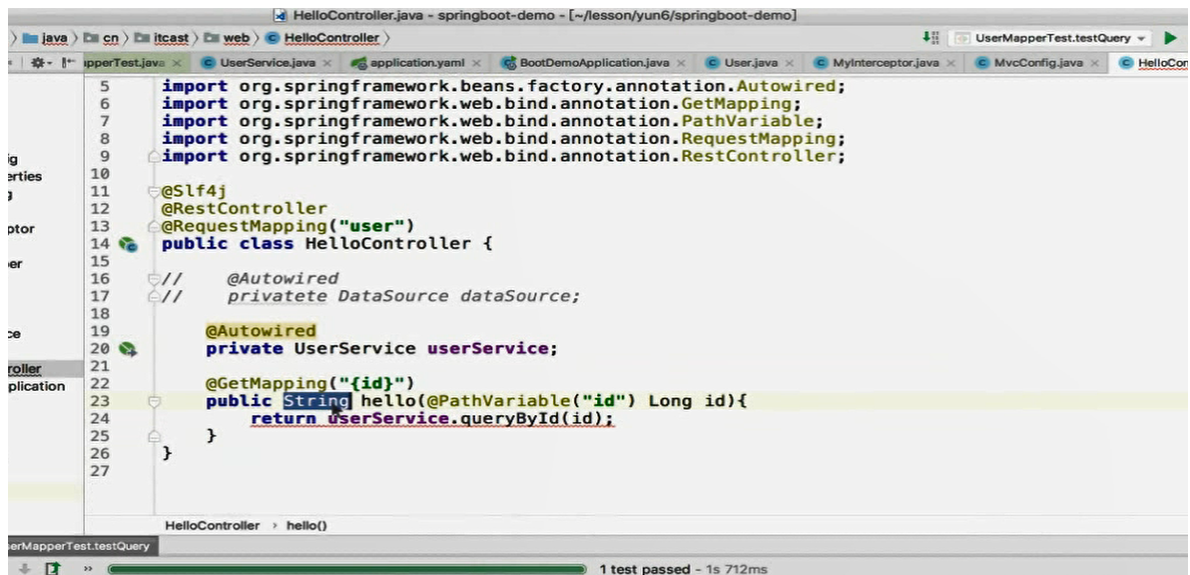 HelloController.java - springboot-demo - [~/lesson/yun6/springboot-demo]
java cn itcast web HelloController UserMapperTest.testQuery
apperTest.java UserService.java application.yaml BootDemoApplication.java User.java MyInterceptor.java MvcConfig.java HelloCon
5 import org.springframework.beans.factory.annotation.Autowired;
6 import org.springframework.web.bind.annotation.GetMapping;
7 import org.springframework.web.bind.annotation.PathVariable;
8 import org.springframework.web.bind.annotation.RequestMapping;
ig
9 import org.springframework.web.bind.annotation.RestController;
erties
10
11 @Slf4j
12 @RestController
ptor
13 @RequestMapping("user")
14 public class HelloController {
er
15
16 // @Autowired
17 // privatete DataSource dataSource;
18
ce
19 @Autowired
20 private UserService userService;
roller
21
plication
22 @GetMapping("{id}")
23 public String hello(@PathVariable("id") Long id){
24 return userService.queryById(id);
25 }
26 }
27
HelloController › hello()
serMapperTest.testQuery
1 test passed - 1s 712ms